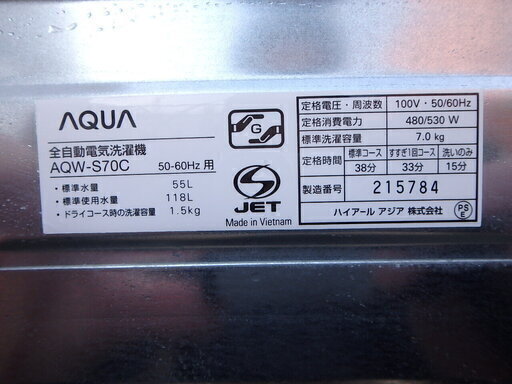 AQUA
全自動電気洗濯機
AQW-S70C 50-60Hz 用
・標準水量 55L
・標準使用水量 118L
・ドライコース時の洗濯容量 1.5kg
G
S
JET
Made in Vietnam
定格電圧・周波数 100V・50/60Hz
定格消費電力 480/530 W
標準洗濯容量 7.0 kg
目安時間 標準コース すすぎ1回コース 洗いのみ
38分 33分 15分
製造番号 215784
ハイアール アジア 株式会社 PSE